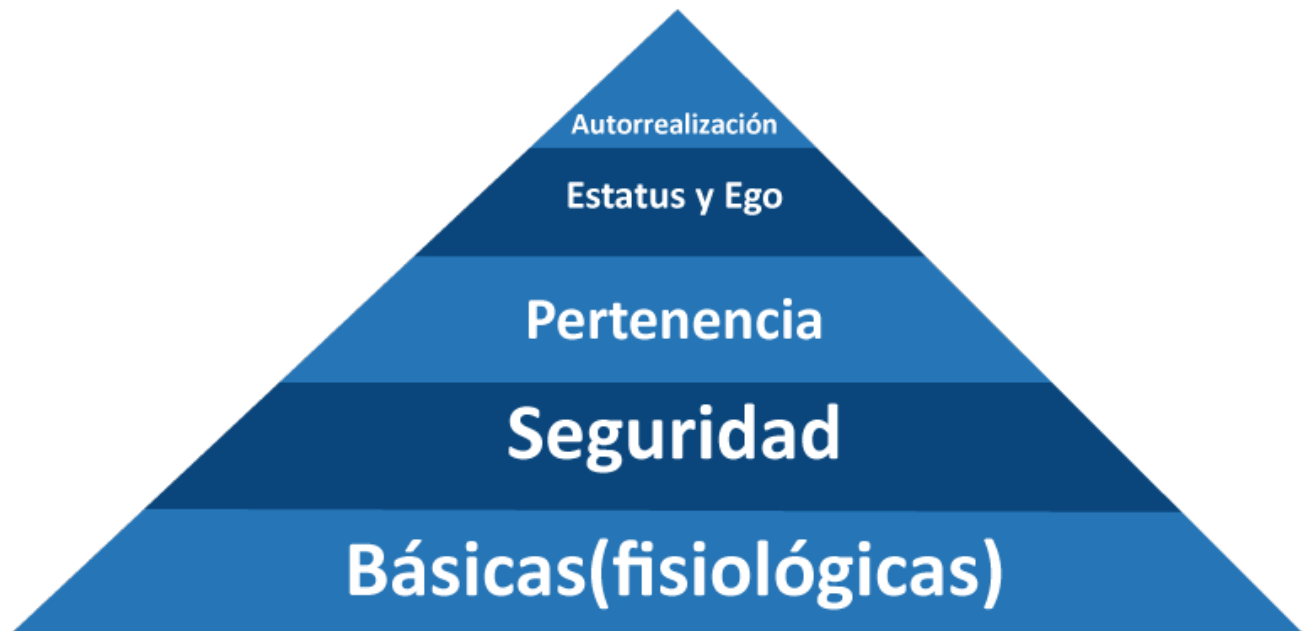 Autorrealización
Estatus y Ego
Pertenencia
Seguridad
Básicas(fisiológicas)